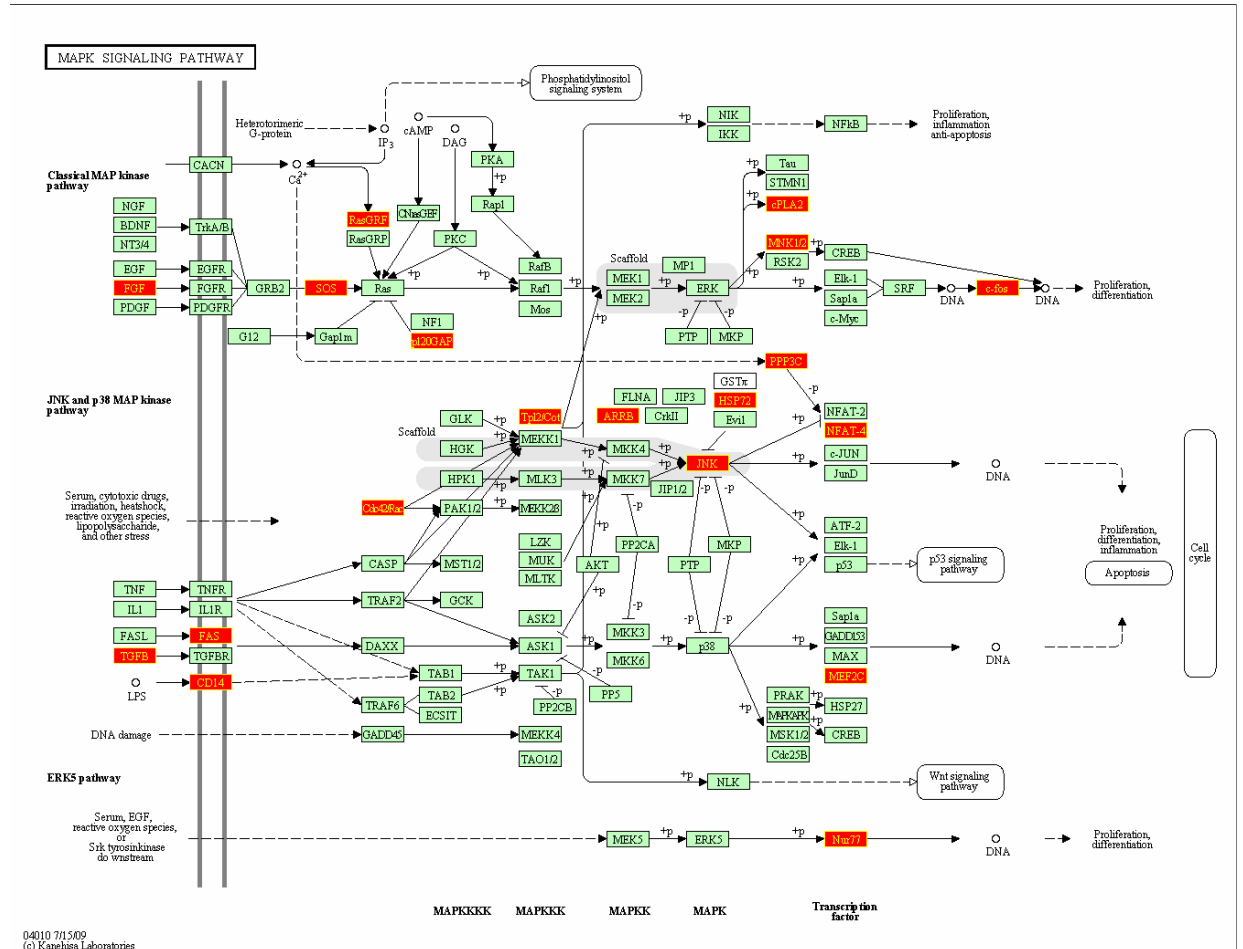 MAPK SIGNALING PATHWAY
Phosphatidylinositol
signaling system
Heterotorimeric
G-protein
IP3
cAMP
DAG
+p
NIK
IKK
NFkB
Proliferation,
inflammation
anti-apoptosis
CACN
Ca2+
PKA
+p
Tau
STMN1
+p
Classical MAP kinase
pathway
NGF
BDNF
NT3/4
TrkA/B
RasGRF
RasGRP
CNrasGEF
PKC
Rap1
cPLA2
+p
MNK1/2
+p
RSK2
CREB
EGF
EGFR
FGF
FGFR
PDGF
PDGFR
GRB2
SOS
Ras
+p
+p
RafB
Raf1
Mos
+p
+p
Scaffold
MEK1
MEK2
+p
MP1
ERK
+p
+p
Elk-1
Sap1a
c-Myc
SRF
DNA
c-fos
DNA
Proliferation,
differentiation
G12
Gap1m
NF1
p120GAP
-p
-p
PTP
MKP
PPP3C
-p
JNK and p38 MAP kinase
pathway
GLK
+p
HGK
+p
Scaffold
Tpl2/Cot
MEKK1
FLNA
JIP3
ARRB
CrkII
GSTπ
HSP72
Evi1
NFAT-2
NFAT-4
c-JUN
JunD
+p
+p
DNA
+p
MKK4
+p
HPK1
+p
MLK3
+p
MKK7
+p
JNK
JIP1/2
Serum, cytotoxic drugs,
irradiation, heatshock,
reactive oxygen species,
lipopolysaccharide,
and other stress
Cdc42/Rac
+p
PAK1/2
+p
MEKK2/3
-p
-p
-p
+p
LZK
MUK
MLTK
+p
AKT
+p
PP2CA
PTP
MKP
+p
ATF-2
Elk-1
p53
p53 signaling
pathway
Proliferation,
differentiation,
inflammation
Apoptosis
Cell
cycle
CASP
MST1/2
TNF
TNFR
TRAF2
GCK
IL1
IL1R
FASL
FAS
TGFB
TGFBR
DAXX
ASK2
ASK1
+p
-p
MKK3
MKK6
+p
-p
-p
p38
+p
+p
Sap1a
GADD153
MAX
MEF2C
DNA
LPS
CD14
TAB1
+p
TAK1
-p
PP5
TRAF6
TAB2
+p
ECSIT
-p
PP2CB
+p
PRAK
+p
HSP27
MAPKAPK
+p
MSK1/2
CREB
Cdc25B
DNA damage
GADD45
MEKK4
TAO1/2
ERK5 pathway
+p
NLK
Wnt signaling
pathway
Serum, EGF,
reactive oxygen species,
or
Srk tyrosinkinase
do wnstream
MEK5
+p
ERK5
+p
Nur77
DNA
Proliferation,
differentiation
MAPKKKK
MAPKKK
MAPKK
MAPK
Transcription
factor
04010 7/15/09
(c) Kanehisa Laboratories